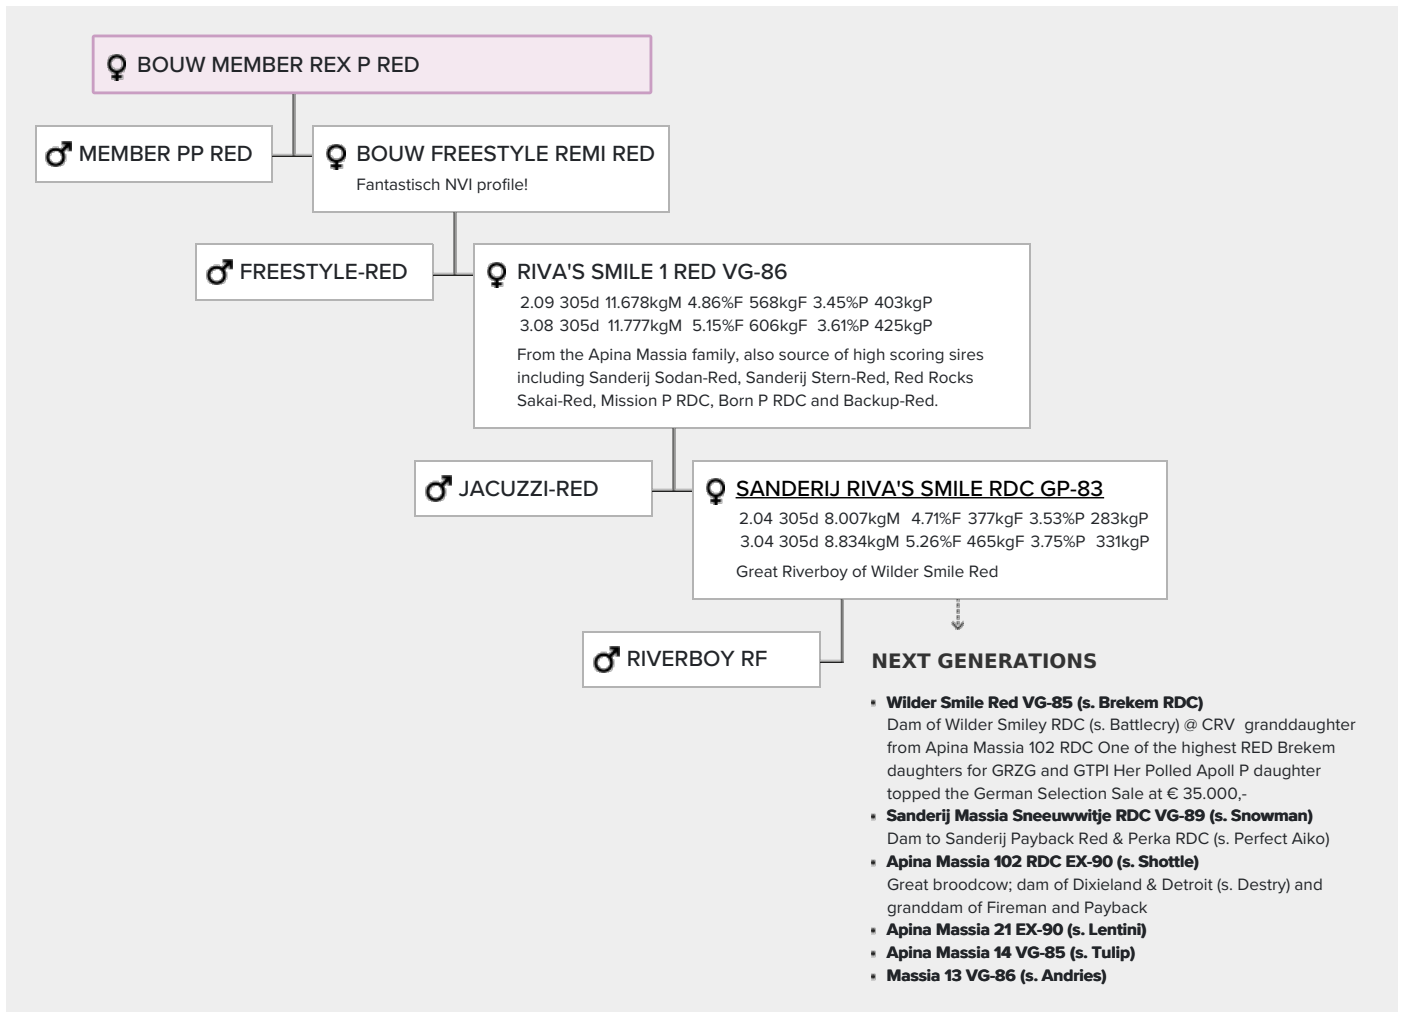 BOUW MEMBER REX P RED
MEMBER PP RED
BOUW FREESTYLE REMI RED
Fantastisch NVI profile!
FREESTYLE-RED
RIVA'S SMILE 1 RED VG-86
2.09 305d 11.678kgM 4.86%F 568kgF 3.45%P 403kgP
3.08 305d 11.777kgM 5.15%F 606kgF 3.61%P 425kgP
From the Apina Massia family, also source of high scoring sires
including Sanderij Sodan-Red, Sanderij Stern-Red, Red Rocks
Sakai-Red, Mission P RDC, Born P RDC and Backup-Red.
JACUZZI-RED
SANDERIJ RIVA'S SMILE RDC GP-83
2.04 305d 8.007kgM 4.71%F 377kgF 3.53%P 283kgP
3.04 305d 8.834kgM 5.26%F 465kgF 3.75%P 331kgP
Great Riverboy of Wilder Smile Red
RIVERBOY RF
NEXT GENERATIONS
Wilder Smile Red VG-85 (s. Brekem RDC)
Dam of Wilder Smiley RDC (s. Battlecry) @ CRV granddaughter
from Apina Massia 102 RDC One of the highest RED Brekem
daughters for GRZG and GTPI Her Polled Apoll P daughter
topped the German Selection Sale at € 35.000,-
Sanderij Massia Sneeuwwitje RDC VG-89 (s. Snowman)
Dam to Sanderij Payback Red & Perka RDC (s. Perfect Aiko)
Apina Massia 102 RDC EX-90 (s. Shottle)
Great broodcow; dam of Dixieland & Detroit (s. Destry) and
granddam of Fireman and Payback
Apina Massia 21 EX-90 (s. Lentini)
Apina Massia 14 VG-85 (s. Tulip)
Massia 13 VG-86 (s. Andries)